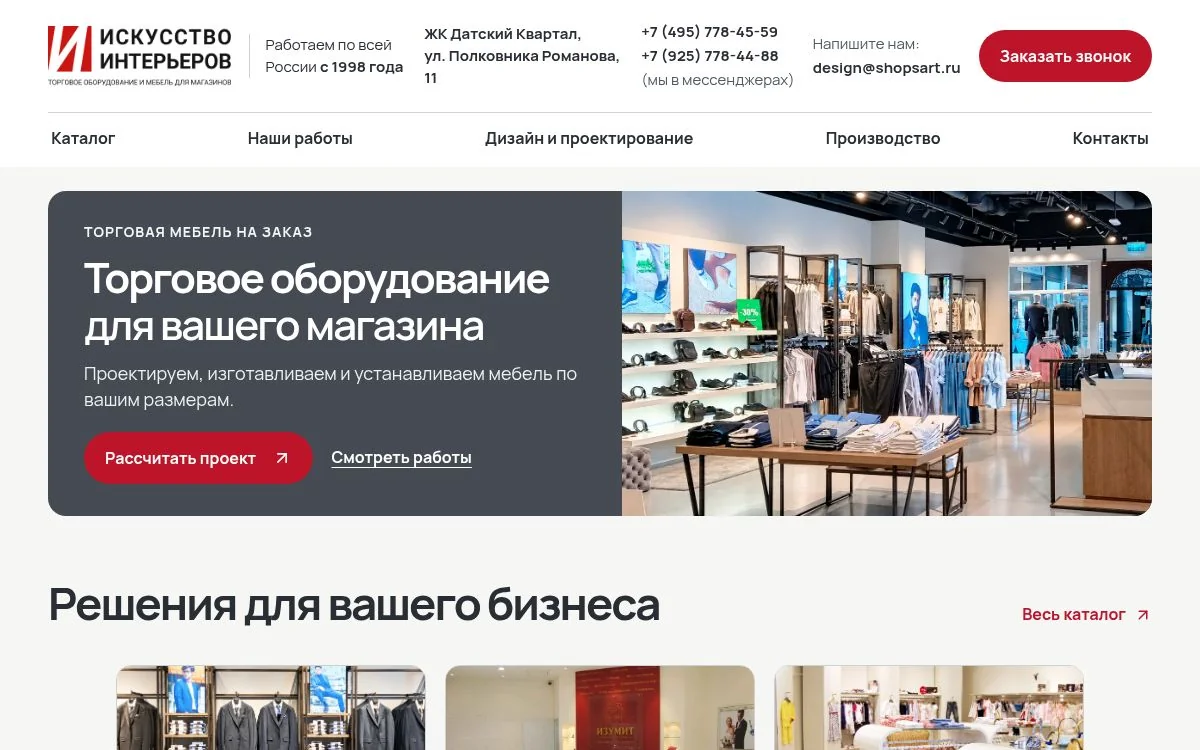 ИСКУССТВО
ИНТЕРЬЕРОВ
ТОРГОВОЕ ОБОРУДОВАНИЕ И МЕБЕЛЬ ДЛЯ МАГАЗИНОВ
Работаем по всей
России с 1998 года
ЖК Датский Квартал,
ул. Полковника Романова,
11
+7 (495) 778-45-59
+7 (925) 778-44-88
(мы в мессенджерах)
Напишите нам:
design@shopsart.ru
Заказать звонок
Каталог
Наши работы
Дизайн и проектирование
Производство
Контакты
ТОРГОВАЯ МЕБЕЛЬ НА ЗАКАЗ
Торговое оборудование
для вашего магазина
Проектируем, изготавливаем и устанавливаем мебель по
вашим размерам.
Рассчитать проект
Смотреть работы
-30%
Решения для вашего бизнеса
Весь каталог
ИЗУМИТ